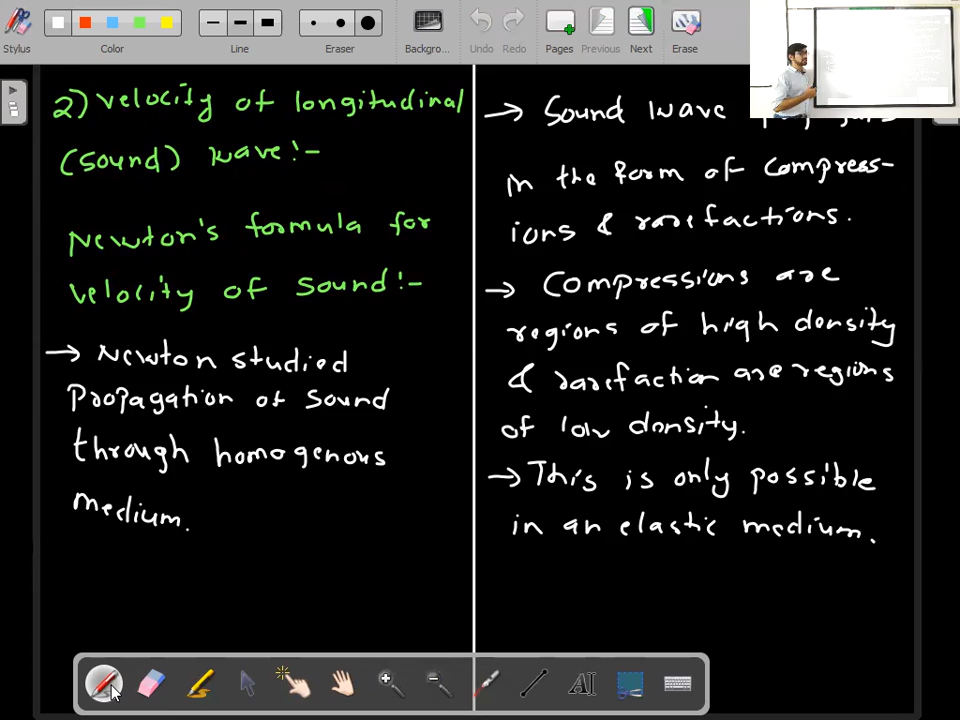 Stylus
Color
Line
Eraser
Backgro...
Undo
Redo
Pages
Previous
Next
Erase
2) Velocity of longitudinal
(sound) wave:-
Newton's formula for
velocity of sound:-
→ Newton studied
propagation of sound
through homogenous
medium.
→ Sound wave
in the form of compress-
ions & rarefactions.
→ Compressions are
regions of high density
& rarefaction are regions
of low density.
→ This is only possible
in an elastic medium.